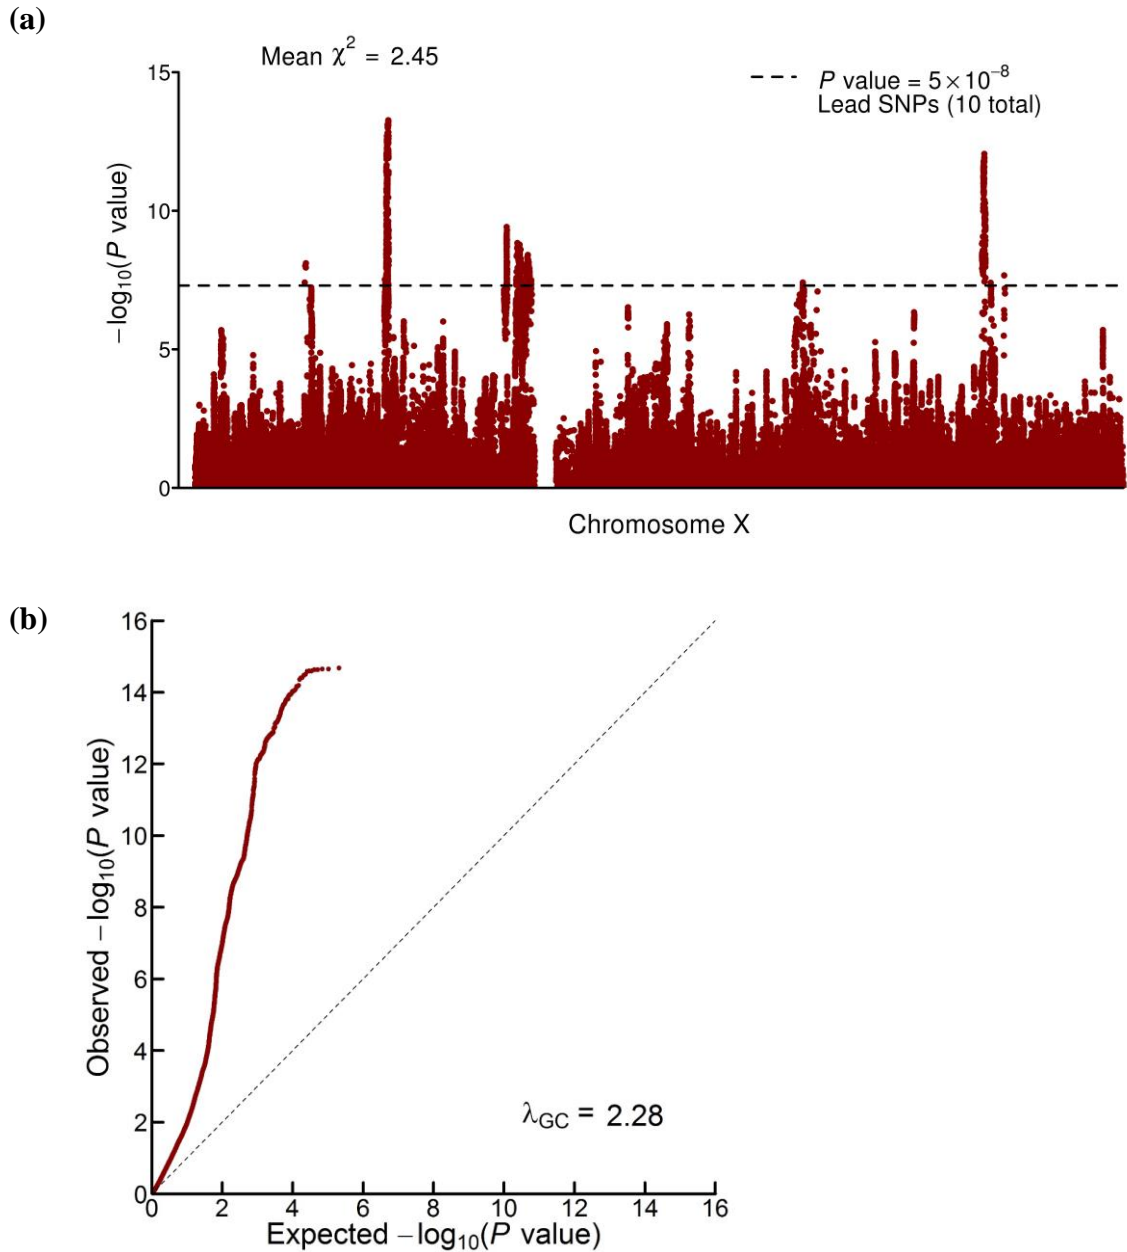 (a)
Mean χ² = 2.45
15
10
5
0
−log₁₀(P value)
P value = 5×10⁻⁸
Lead SNPs (10 total)
Chromosome X
(b)
16
14
12
10
8
6
4
2
0
Observed −log₁₀(P value)
λGC = 2.28
0 2 4 6 8 10 12 14 16
Expected −log₁₀(P value)